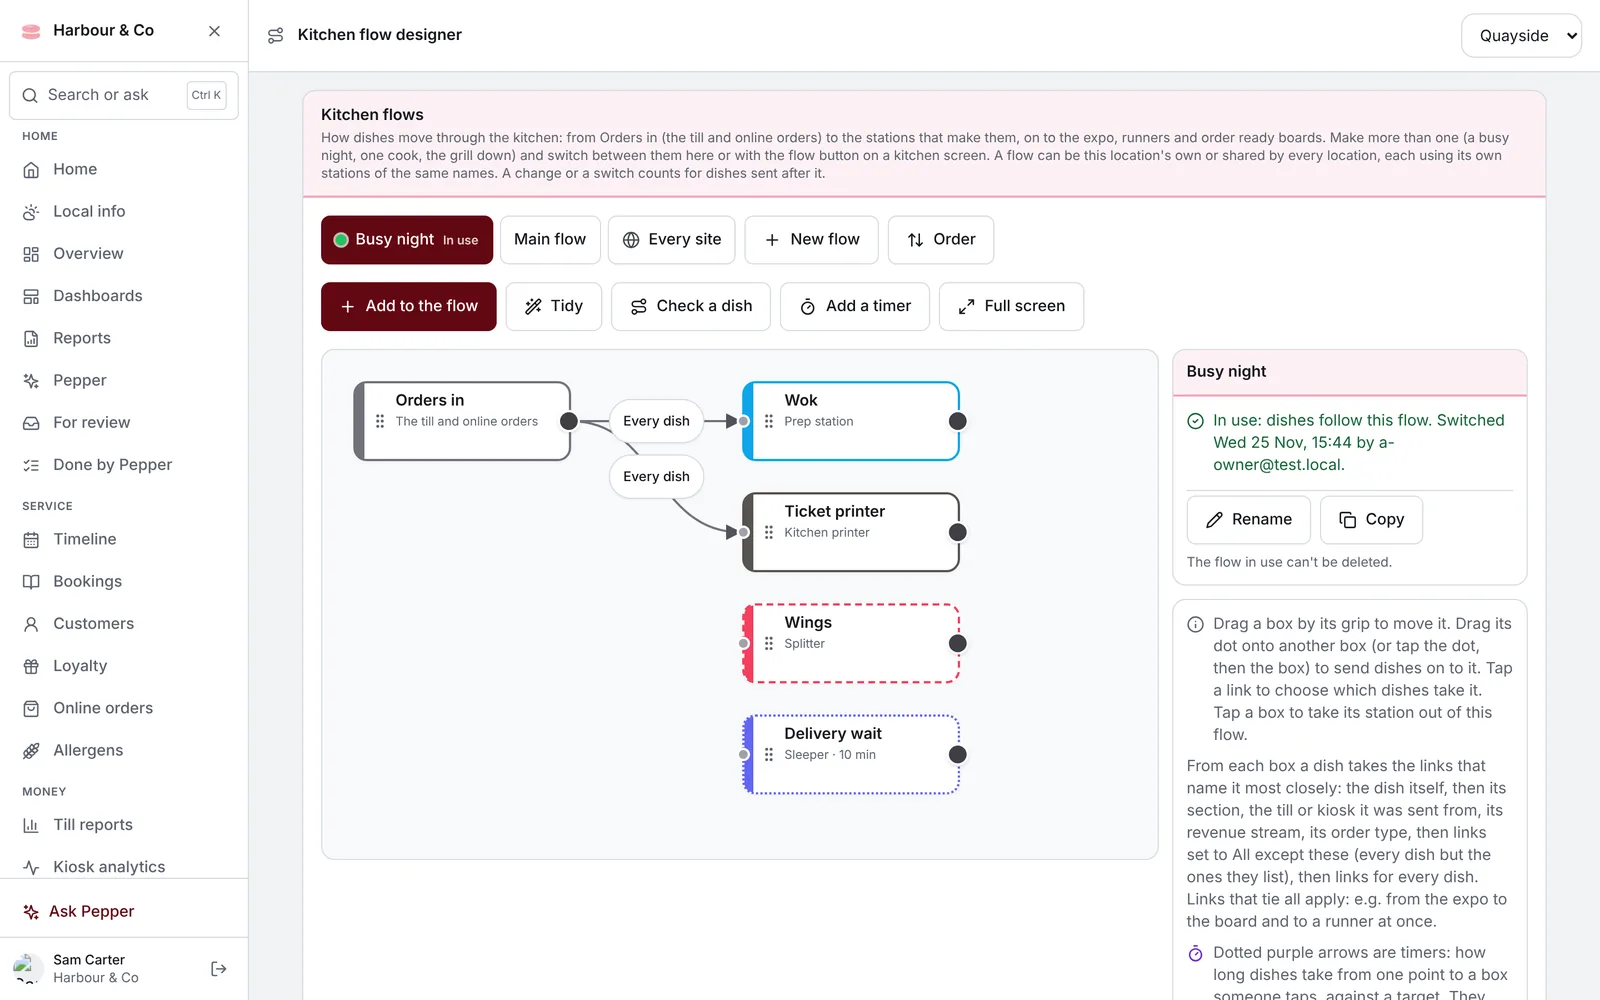 Harbour & Co
Search or ask
Ctrl K
HOME
Home
Local info
Overview
Dashboards
Reports
Pepper
For review
Done by Pepper
SERVICE
Timeline
Bookings
Customers
Loyalty
Online orders
Allergens
MONEY
Till reports
Kiosk analytics
Ask Pepper
Sam Carter
Harbour & Co
Kitchen flow designer
Quayside
Kitchen flows
How dishes move through the kitchen: from Orders in (the till and online orders) to the stations that make them, on to the expo, runners and order ready boards. Make more than one (a busy
night, one cook, the grill down) and switch between them here or with the flow button on a kitchen screen. A flow can be this location's own or shared by every location, each using its own
stations of the same names. A change or a switch counts for dishes sent after it.
Busy night In use
Main flow
Every site
New flow
Order
Add to the flow
Tidy
Check a dish
Add a timer
Full screen
Orders in
The till and online orders
Every dish
Every dish
Wok
Prep station
Ticket printer
Kitchen printer
Wings
Splitter
Delivery wait
Sleeper · 10 min
Busy night
In use: dishes follow this flow. Switched
Wed 25 Nov, 15:44 by a-
owner@test.local.
Rename
Copy
The flow in use can't be deleted.
Drag a box by its grip to move it. Drag its
dot onto another box (or tap the dot,
then the box) to send dishes on to it. Tap
a link to choose which dishes take it.
Tap a box to take its station out of this
flow.
From each box a dish takes the links that
name it most closely: the dish itself, then its
section, the till or kiosk it was sent from, its
revenue stream, its order type, then links
set to All except these (every dish but the
ones they list), then links for every dish.
Links that tie all apply: e.g. from the expo to
the board and to a runner at once.
Dotted purple arrows are timers: how
long dishes take from one point to a box
someone taps, against a target. They